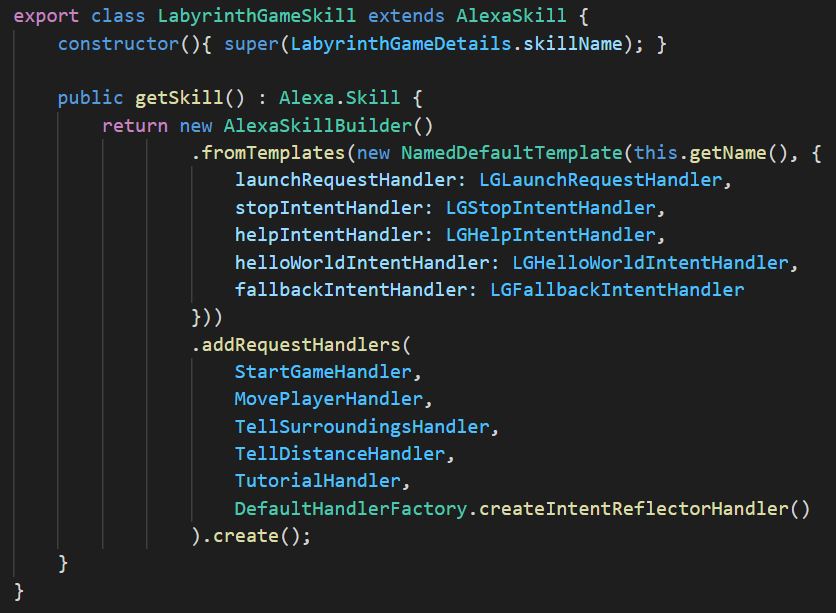 export class LabyrinthGameSkill extends AlexaSkill {
    constructor(){ super(LabyrinthGameDetails.skillName); }

    public getSkill() : Alexa.Skill {
        return new AlexaSkillBuilder()
                .fromTemplates(new NamedDefaultTemplate(this.getName(), {
                    launchRequestHandler: LGLaunchRequestHandler,
                    stopIntentHandler: LGStopIntentHandler,
                    helpIntentHandler: LGHelpIntentHandler,
                    helloWorldIntentHandler: LGHelloWorldIntentHandler,
                    fallbackIntentHandler: LGFallbackIntentHandler
                }))
                .addRequestHandlers(
                    StartGameHandler,
                    MovePlayerHandler,
                    TellSurroundingsHandler,
                    TellDistanceHandler,
                    TutorialHandler,
                    DefaultHandlerFactory.createIntentReflectorHandler()
                ).create();
    }
}